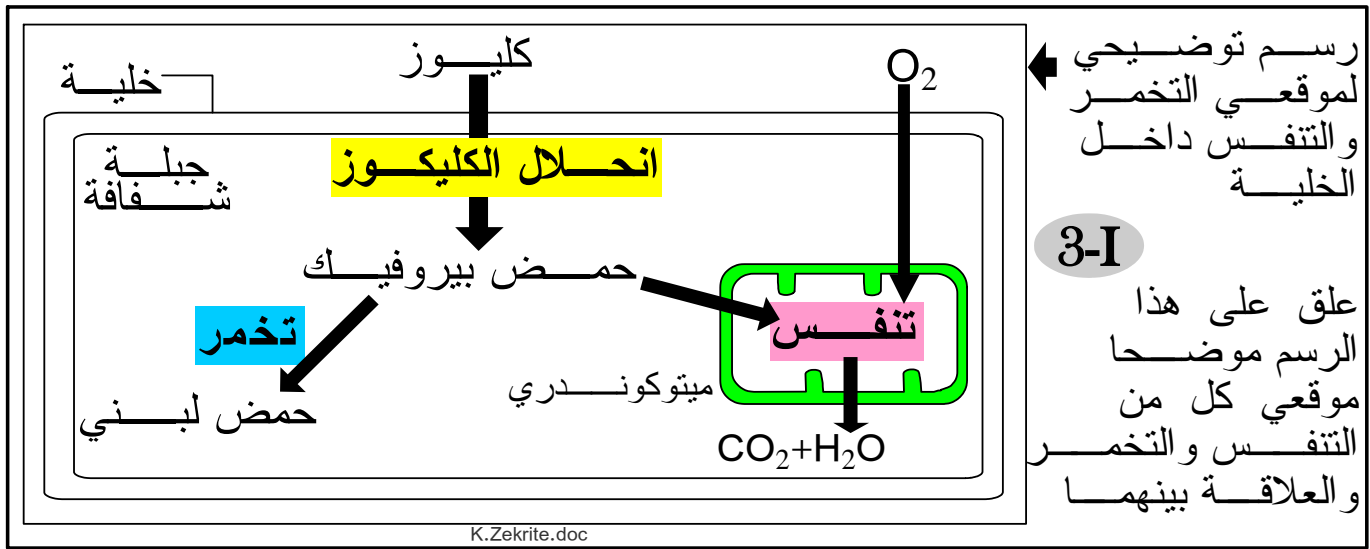 رسم توضيحي
لموقعي التخمر
والتنفس داخل
الخلية
3-I
علق على هذا
الرسم موضحا
موقعي كل من
التنفس والتخمر
والعلاقة بينهما
كليوز
O₂
خلية
جبلة
شفافة
انحلال الكليكوز
حمض بيروفيك
تخمر
تنفس
ميتوكوندري
حمض لبني
CO₂+H₂O
K.Zekrite.doc